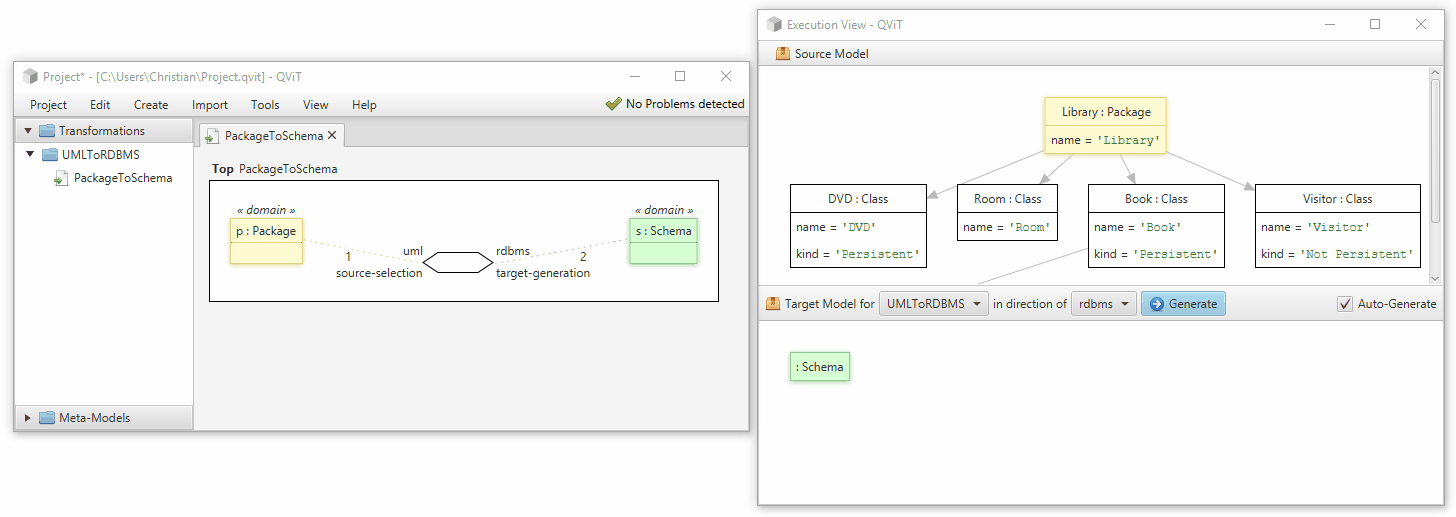 Project* - [C:\Users\Christian\Project.qvit] - QViT
Project Edit Create Import Tools View Help No Problems detected
Transformations
UMLToRDBMS
PackageToSchema
Meta-Models
PackageToSchema
Top PackageToSchema
« domain » « domain »
p : Package s : Schema
uml rdbms
1 2
source-selection target-generation
Execution View - QViT
Source Model
Library : Package
name = 'Library'
DVD : Class Room : Class Book : Class Visitor : Class
name = 'DVD' name = 'Room' name = 'Book' name = 'Visitor'
kind = 'Persistent' kind = 'Persistent' kind = 'Not Persistent'
Target Model for UMLToRDBMS in direction of rdbms Generate Auto-Generate
: Schema